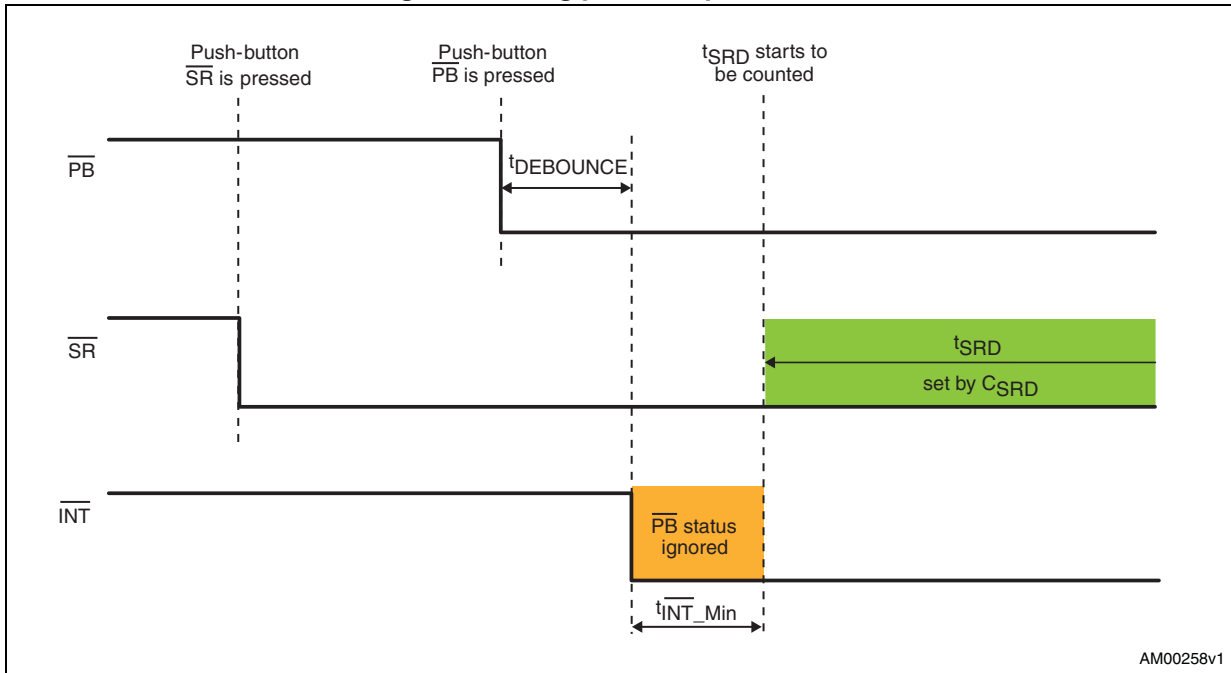 Push-button
SR is pressed
Push-button
PB is pressed
tSRD starts to
be counted
PB
tDEBOUNCE
SR
tSRD
set by CSRD
INT
PB status
ignored
tINT_Min
AM00258v1